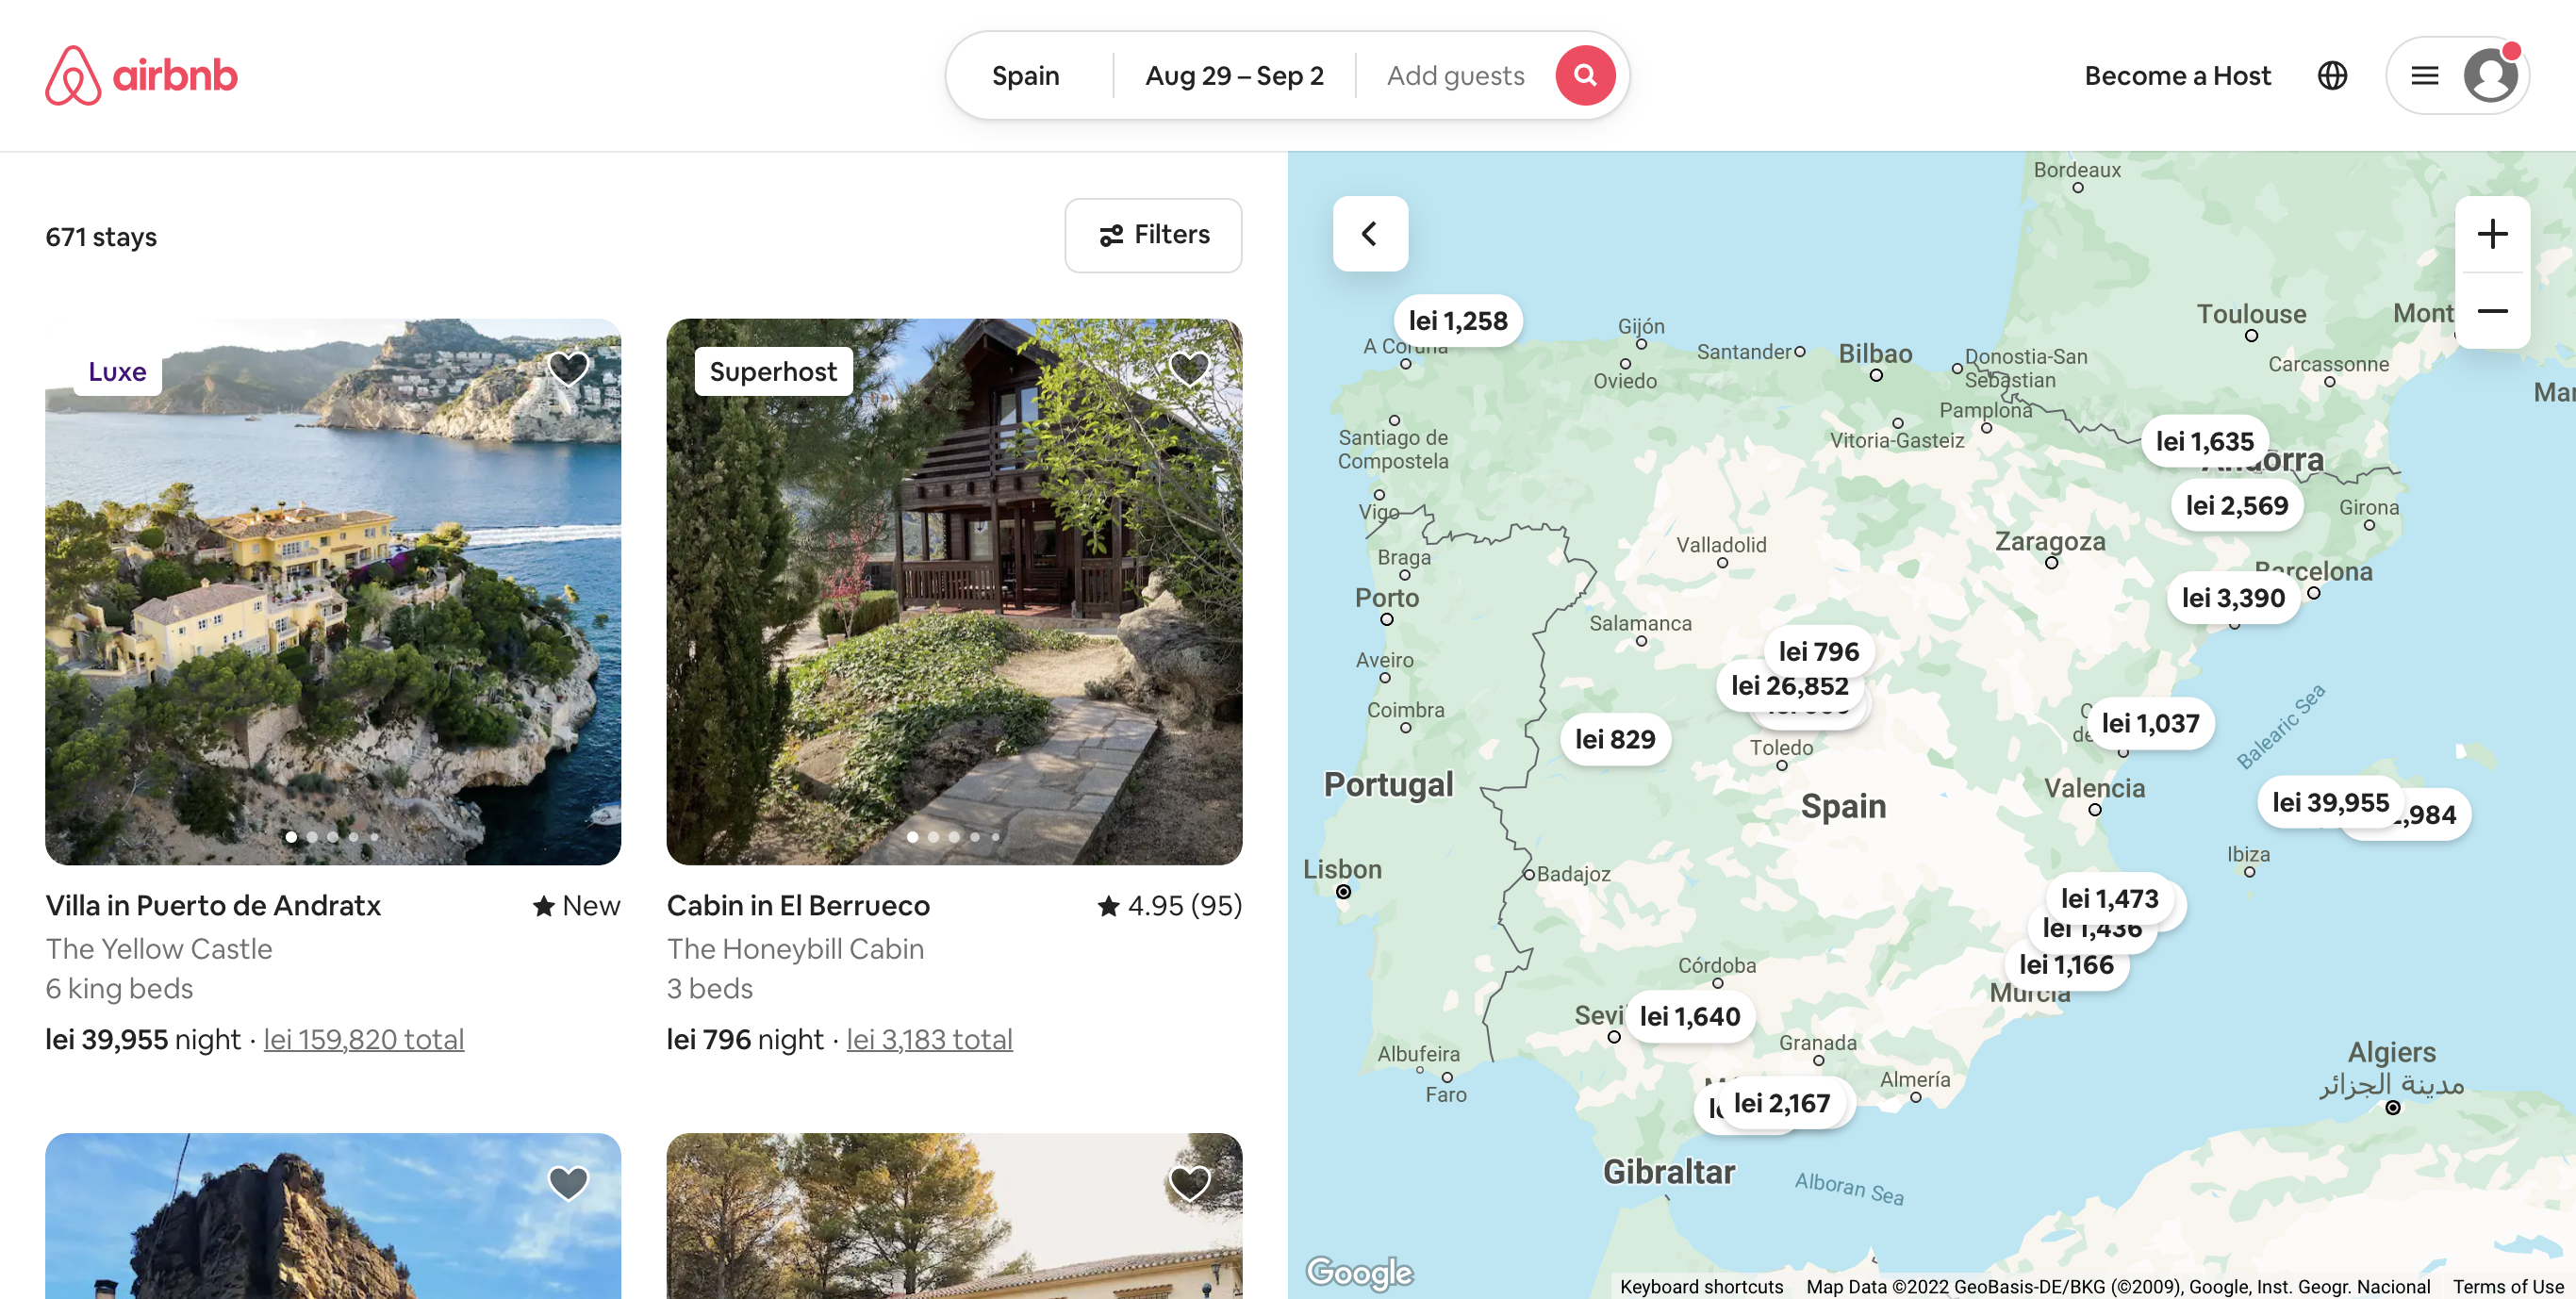 airbnb
Spain
Aug 29 – Sep 2
Add guests
Become a Host
671 stays
Filters
Luxe
Superhost
Villa in Puerto de Andratx
New
The Yellow Castle
6 king beds
lei 39,955 night · lei 159,820 total
Cabin in El Berrueco
4.95 (95)
The Honeybill Cabin
3 beds
lei 796 night · lei 3,183 total
Bordeaux
lei 1,258
A Coruña
Gijón
Oviedo
Santander
Bilbao
Donostia-San
Sebastian
Toulouse
Carcassonne
Pamplona
Vitoria-Gasteiz
lei 1,635
Andorra
Santiago de
Compostela
lei 2,569
Girona
Vigo
Zaragoza
Valladolid
Braga
Barcelona
lei 3,390
Porto
Salamanca
lei 796
Aveiro
lei 26,852
Coimbra
lei 829
Toledo
lei 1,037
Balearic Sea
Portugal
Spain
Valencia
lei 39,955
,984
Ibiza
Lisbon
Badajoz
lei 1,473
lei 1,436
lei 1,166
Murcia
Córdoba
lei 1,640
Granada
Albufeira
Faro
Almería
Algiers
مدينة الجزائر
lei 2,167
Gibraltar
Alboran Sea
Google
Keyboard shortcuts
Map Data ©2022 GeoBasis-DE/BKG (©2009), Google, Inst. Geogr. Nacional
Terms of Use